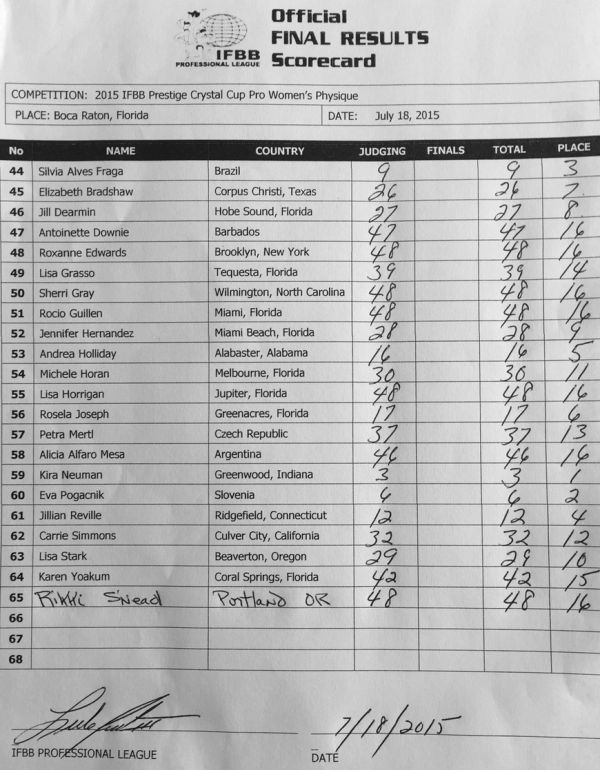 Official
FINAL RESULTS
Scorecard
IFBB
PROFESSIONAL LEAGUE
COMPETITION: 2015 IFBB Prestige Crystal Cup Pro Women's Physique
PLACE: Boca Raton, Florida DATE: July 18, 2015
No NAME COUNTRY JUDGING FINALS TOTAL PLACE
44 Silvia Alves Fraga Brazil 9 9 3
45 Elizabeth Bradshaw Corpus Christi, Texas 26 26 7
46 Jill Dearmin Hobe Sound, Florida 27 27 8
47 Antoinette Downie Barbados 47 47 16
48 Roxanne Edwards Brooklyn, New York 48 48 16
49 Lisa Grasso Tequesta, Florida 39 39 14
50 Sherri Gray Wilmington, North Carolina 48 48 16
51 Rocio Guillen Miami, Florida 48 48 16
52 Jennifer Hernandez Miami Beach, Florida 28 28 9
53 Andrea Holliday Alabaster, Alabama 16 16 5
54 Michele Horan Melbourne, Florida 30 30 11
55 Lisa Horrigan Jupiter, Florida 48 48 16
56 Rosela Joseph Greenacres, Florida 17 17 6
57 Petra Mertl Czech Republic 37 37 13
58 Alicia Alfaro Mesa Argentina 46 46 16
59 Kira Neuman Greenwood, Indiana 3 3 1
60 Eva Pogacnik Slovenia 6 6 2
61 Jillian Reville Ridgefield, Connecticut 12 12 4
62 Carrie Simmons Culver City, California 32 32 12
63 Lisa Stark Beaverton, Oregon 29 29 10
64 Karen Yoakum Coral Springs, Florida 42 42 15
65 Rikki S'nead Portland OR 48 48 16
66
67
68
7/18/2015
IFBB PROFESSIONAL LEAGUE DATE